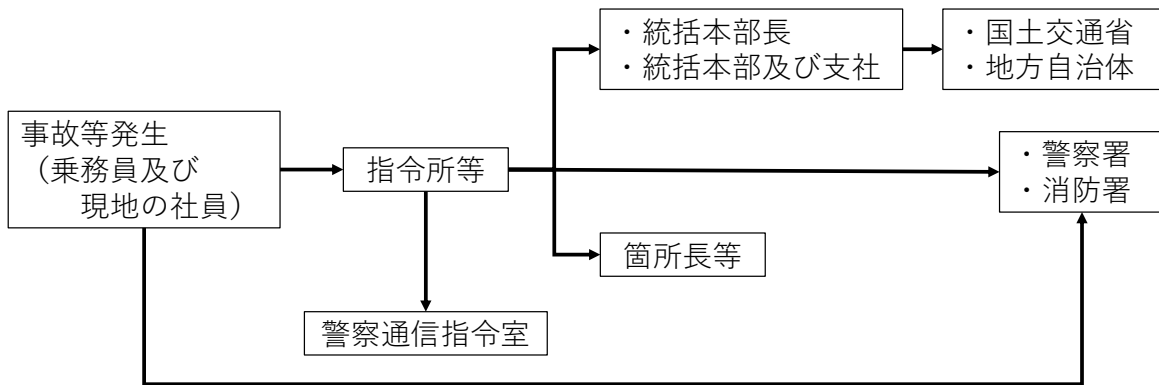 ・統括本部長
・統括本部及び支社
・国土交通省
・地方自治体
事故等発生
（乗務員及び
現地の社員）
指令所等
・警察署
・消防署
箇所長等
警察通信指令室